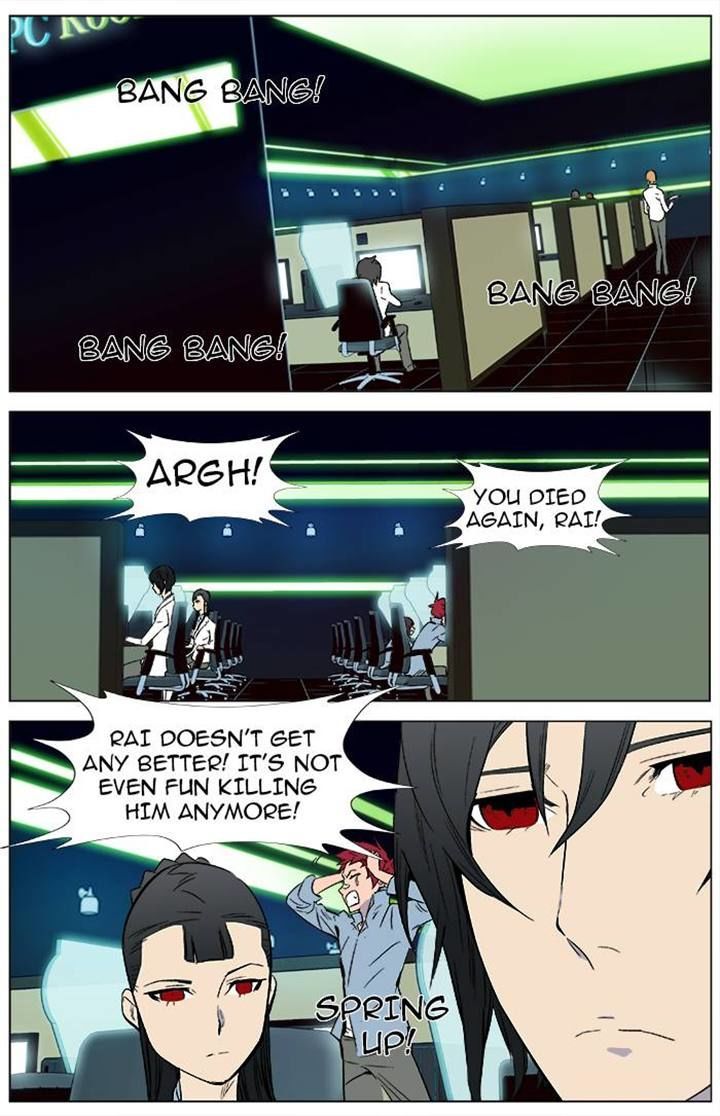 PC ROO
BANG BANG!
BANG BANG!
BANG BANG!
ARGH!
YOU DIED
AGAIN, RAI!
RAI DOESN'T GET
ANY BETTER! IT'S NOT
EVEN FUN KILLING
HIM ANYMORE!
SPRING
UP!